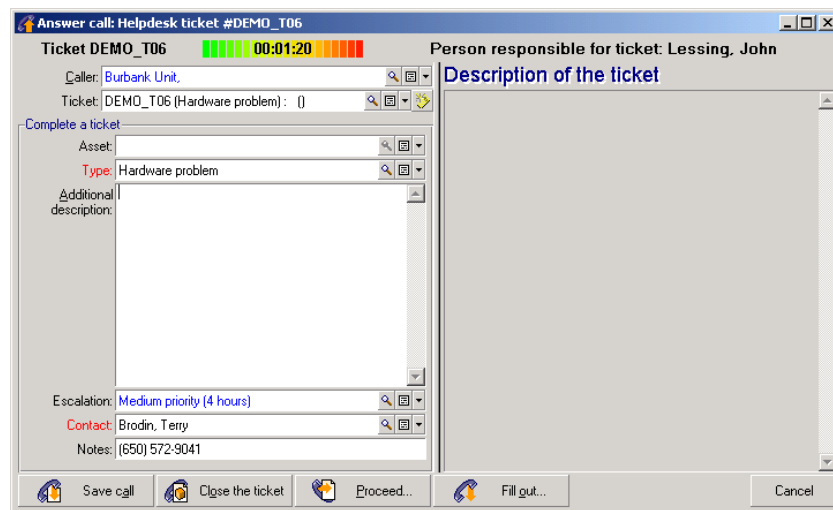 Answer call: Helpdesk ticket #DEMO_T06
Ticket DEMO_T06 00:01:20 Person responsible for ticket: Lessing, John
Caller: Burbank Unit,
Ticket: DEMO_T06 (Hardware problem) : ()
Description of the ticket
Complete a ticket
Asset:
Type: Hardware problem
Additional
description:
Escalation: Medium priority (4 hours)
Contact: Brodin, Terry
Notes: (650) 572-9041
Save call Close the ticket Proceed... Fill out... Cancel